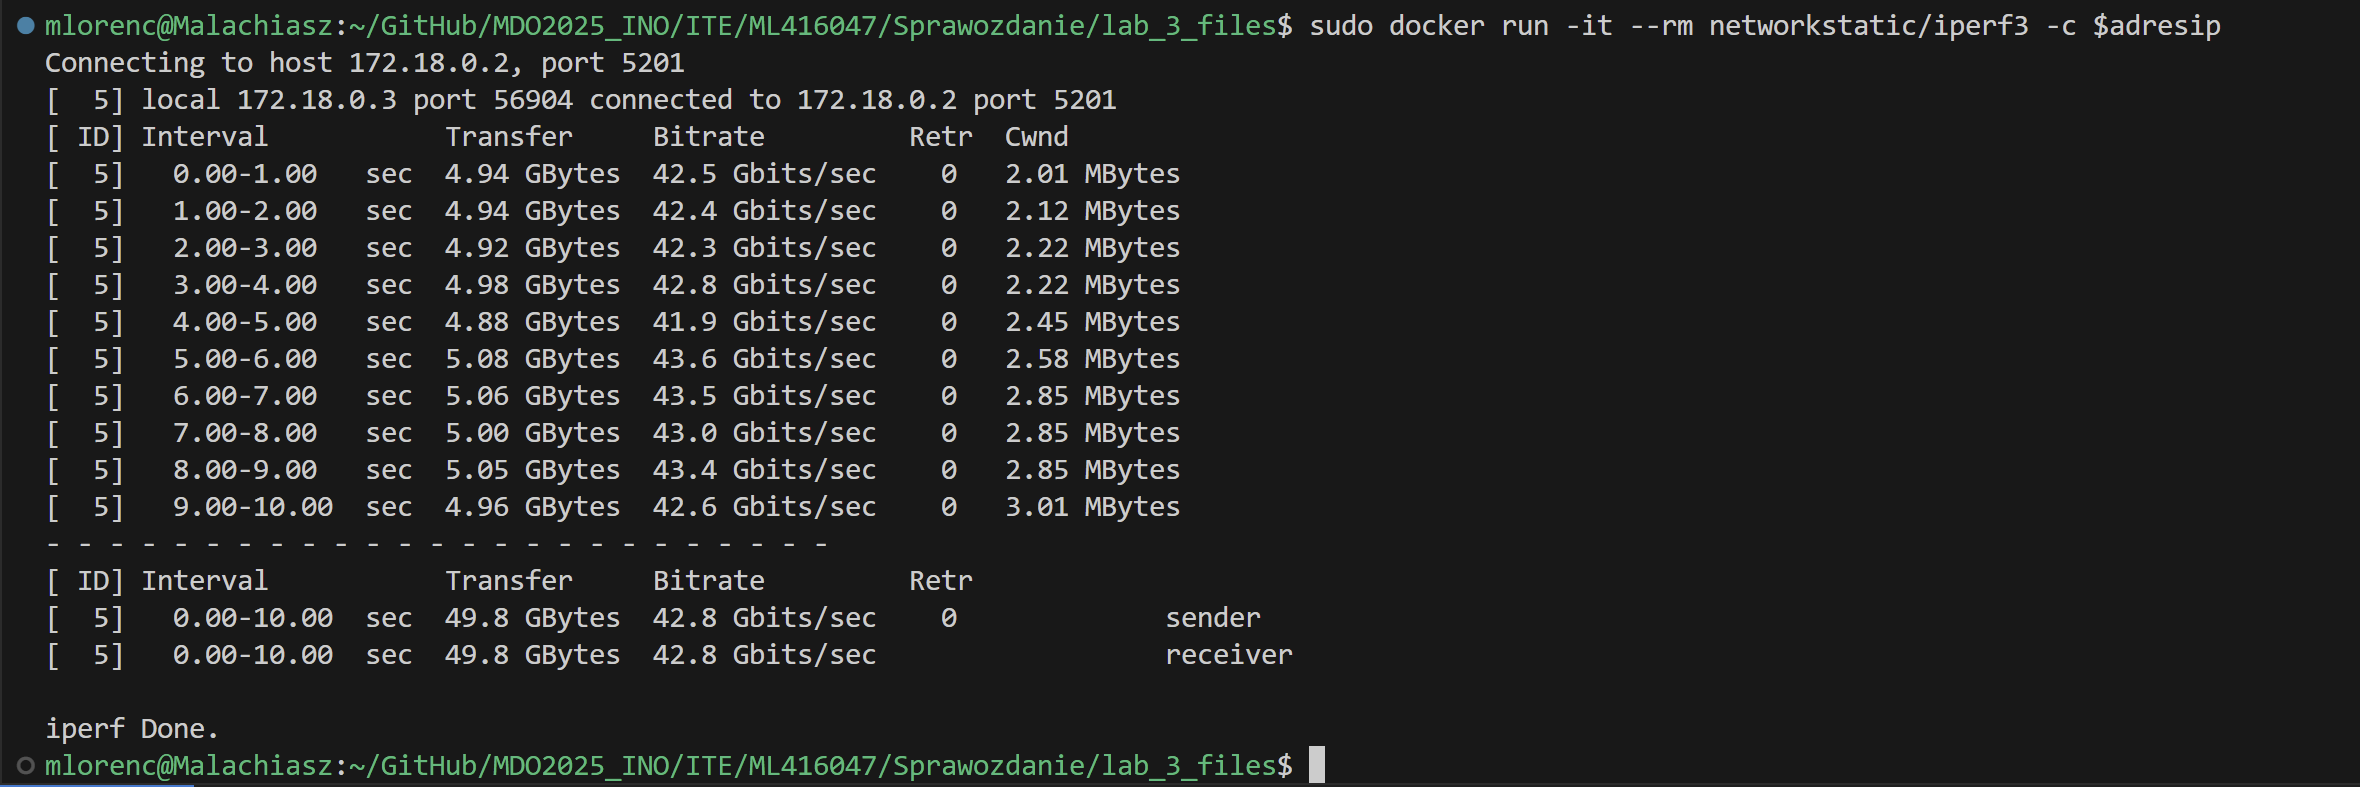 mlorenc@Malachiasz:~/GitHub/MDO2025_INO/ITE/ML416047/Sprawozdanie/lab_3_files$ sudo docker run -it --rm networkstatic/iperf3 -c $adresip
Connecting to host 172.18.0.2, port 5201
[  5] local 172.18.0.3 port 56904 connected to 172.18.0.2 port 5201
[ ID] Interval           Transfer     Bitrate         Retr  Cwnd
[  5]   0.00-1.00   sec  4.94 GBytes  42.5 Gbits/sec    0   2.01 MBytes
[  5]   1.00-2.00   sec  4.94 GBytes  42.4 Gbits/sec    0   2.12 MBytes
[  5]   2.00-3.00   sec  4.92 GBytes  42.3 Gbits/sec    0   2.22 MBytes
[  5]   3.00-4.00   sec  4.98 GBytes  42.8 Gbits/sec    0   2.22 MBytes
[  5]   4.00-5.00   sec  4.88 GBytes  41.9 Gbits/sec    0   2.45 MBytes
[  5]   5.00-6.00   sec  5.08 GBytes  43.6 Gbits/sec    0   2.58 MBytes
[  5]   6.00-7.00   sec  5.06 GBytes  43.5 Gbits/sec    0   2.85 MBytes
[  5]   7.00-8.00   sec  5.00 GBytes  43.0 Gbits/sec    0   2.85 MBytes
[  5]   8.00-9.00   sec  5.05 GBytes  43.4 Gbits/sec    0   2.85 MBytes
[  5]   9.00-10.00  sec  4.96 GBytes  42.6 Gbits/sec    0   3.01 MBytes
- - - - - - - - - - - - - - - - - - - - - - - - -
[ ID] Interval           Transfer     Bitrate         Retr
[  5]   0.00-10.00  sec  49.8 GBytes  42.8 Gbits/sec    0             sender
[  5]   0.00-10.00  sec  49.8 GBytes  42.8 Gbits/sec                  receiver
iperf Done.
mlorenc@Malachiasz:~/GitHub/MDO2025_INO/ITE/ML416047/Sprawozdanie/lab_3_files$